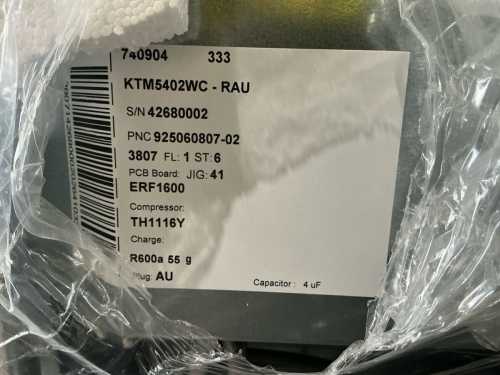 740904 333
KTM5402WC - RAU
S/N 42680002
PNC 925060807-02
3807 FL: 1 ST: 6
PCB Board: JIG: 41
ERF1600
Compressor:
TH1116Y
Charge:
R600a 55 g
Plug: AU
Capacitor : 4 uF